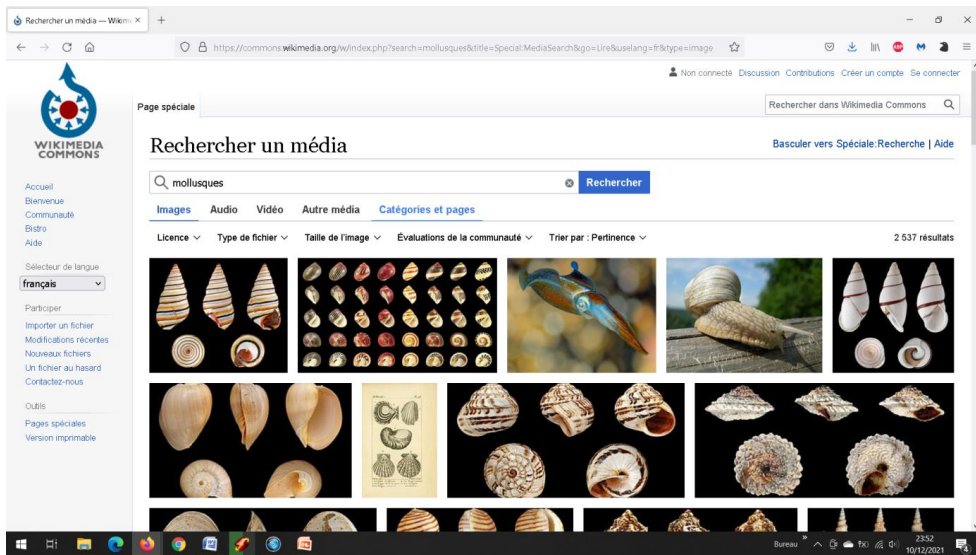 Rechercher un média — Wikime
https://commons.wikimedia.org/w/index.php?search=mollusques&title=Special:MediaSearch&go=Lire&uselang=fr&type=image
Non connecté Discussion Contributions Créer un compte Se connecter
Page spéciale
Rechercher dans Wikimedia Commons
WIKIMEDIA
COMMONS
Rechercher un média
Basculer vers Spéciale:Recherche | Aide
mollusques
Rechercher
Images Audio Vidéo Autre média Catégories et pages
Licence Type de fichier Taille de l'image Évaluations de la communauté Trier par : Pertinence 2 537 résultats
Accueil
Bienvenue
Communauté
Bistro
Aide
Sélecteur de langue
français
Participer
Importer un fichier
Modifications récentes
Nouveaux fichiers
Un fichier au hasard
Contactez-nous
Outils
Pages spéciales
Version imprimable
ABP
Bureau
23:52
10/12/2021